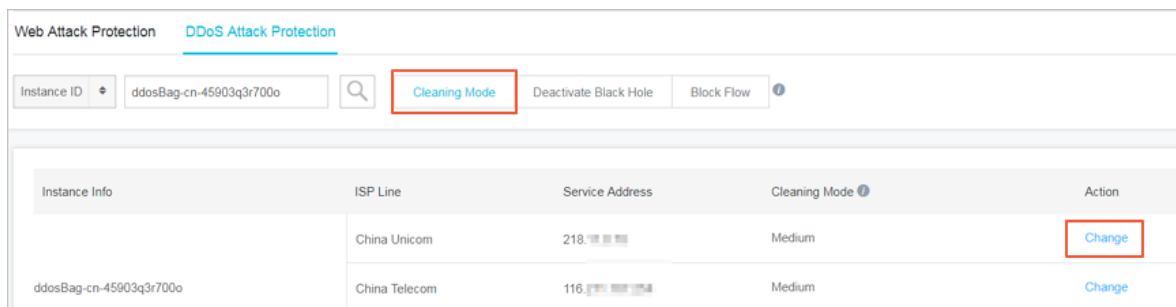 Web Attack Protection DDoS Attack Protection
Instance ID ddosBag-cn-45903q3r700o Cleaning Mode Deactivate Black Hole Block Flow
Instance Info ISP Line Service Address Cleaning Mode Action
China Unicom 218. Medium Change
ddosBag-cn-45903q3r700o China Telecom 116. Medium Change